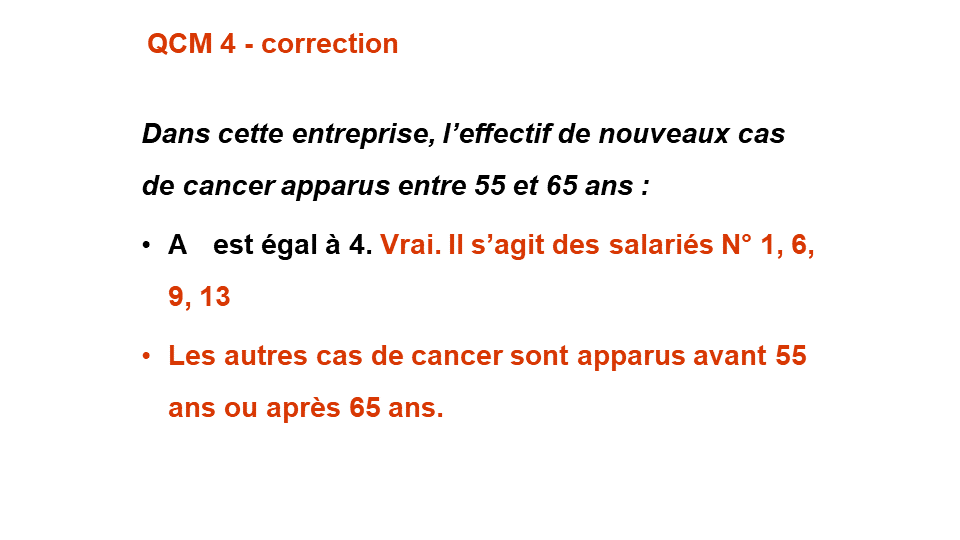 QCM 4 - correction
Dans cette entreprise, l’effectif de nouveaux cas
de cancer apparus entre 55 et 65 ans :
• A est égal à 4. Vrai. Il s’agit des salariés N° 1, 6,
9, 13
• Les autres cas de cancer sont apparus avant 55
ans ou après 65 ans.